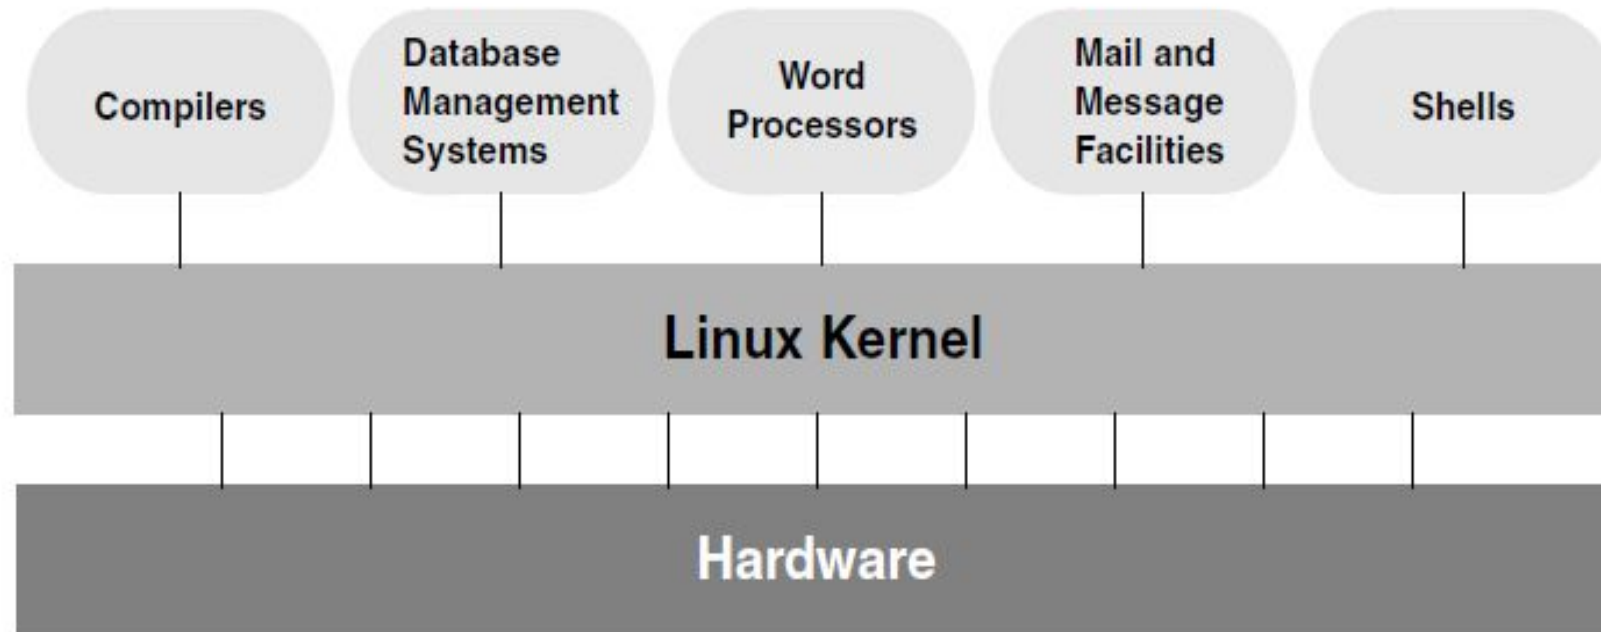 Compilers
Database
Management
Systems
Word
Processors
Mail and
Message
Facilities
Shells
Linux Kernel
Hardware